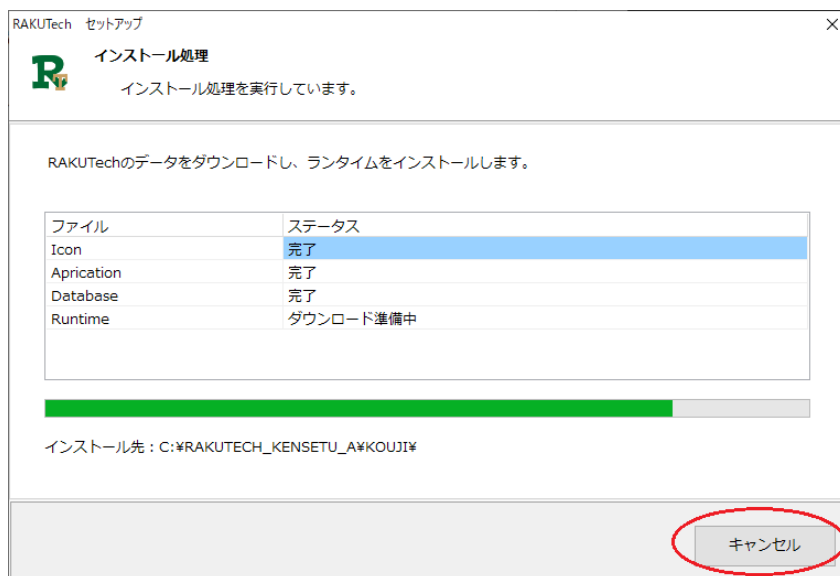 RAKUTech セットアップ
インストール処理
インストール処理を実行しています。
RAKUTechのデータをダウンロードし、ランタイムをインストールします。
ファイル ステータス
Icon 完了
Aprication 完了
Database 完了
Runtime ダウンロード準備中
インストール先：C:¥RAKUTECH_KENSETU_A¥KOUJI¥
キャンセル